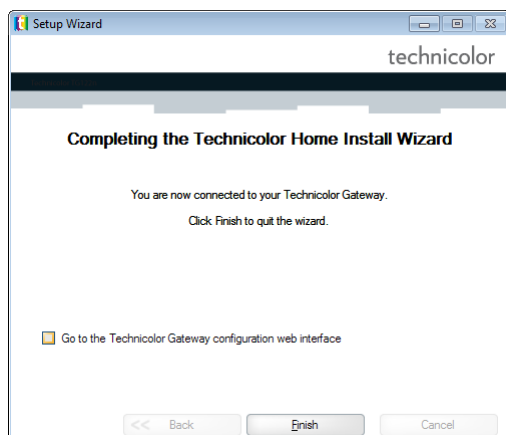 Setup Wizard
technicolor
Completing the Technicolor Home Install Wizard
You are now connected to your Technicolor Gateway.
Click Finish to quit the wizard.
Go to the Technicolor Gateway configuration web interface
<< Back Finish Cancel